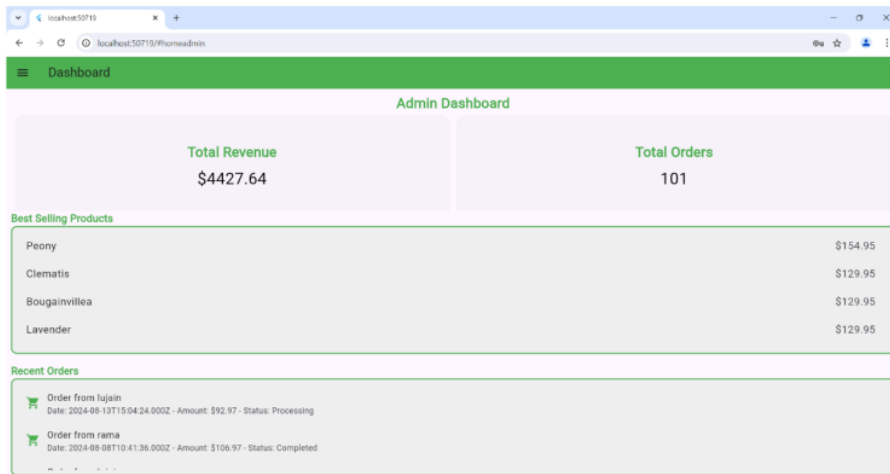 localhost:50719
localhost:50719/#homeadmin
Dashboard
Admin Dashboard
Total Revenue
$4427.64
Total Orders
101
Best Selling Products
Peony $154.95
Clematis $129.95
Bougainvillea $129.95
Lavender $129.95
Recent Orders
Order from lujain
Date: 2024-08-13T15:04:24.000Z - Amount: $92.97 - Status: Processing
Order from rama
Date: 2024-08-08T10:41:36.000Z - Amount: $106.97 - Status: Completed